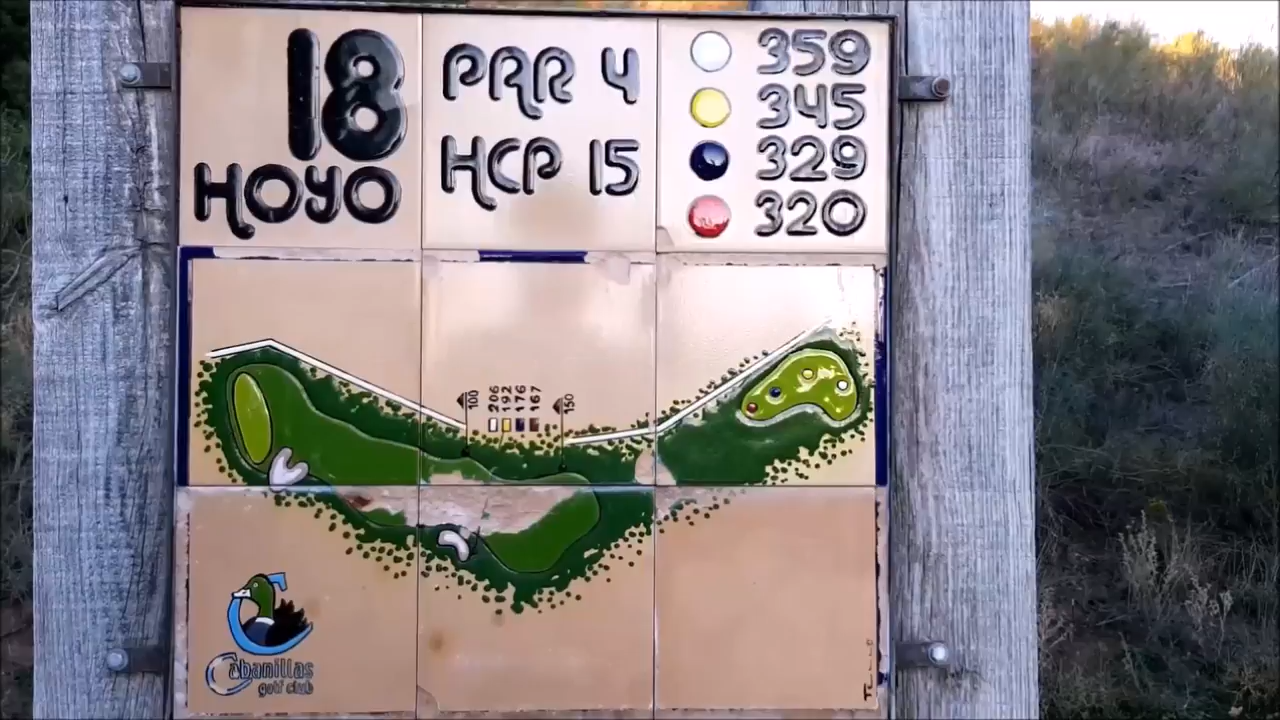 18
HOYO
PAR 4
HCP 15
359
345
329
320
100
206
192
176
167
150
Cabanillas
golf club